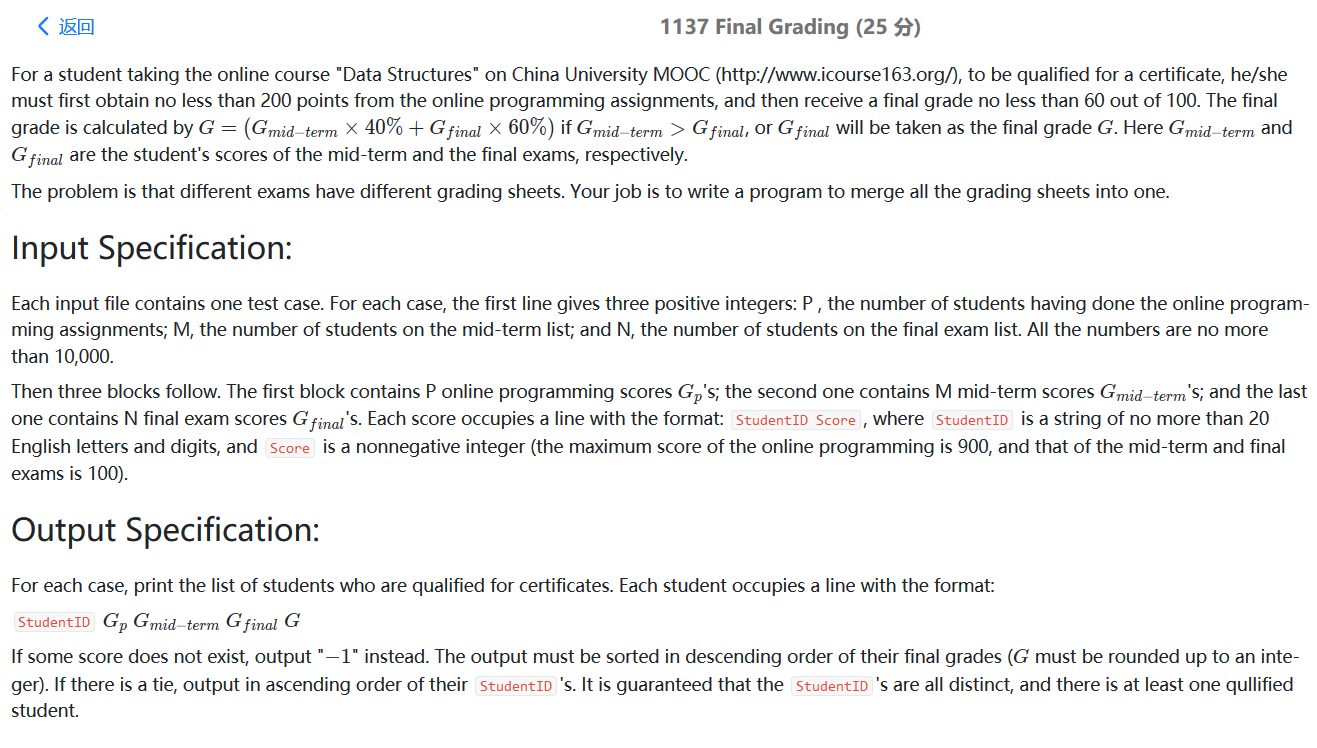 返回
1137 Final Grading (25 分)
For a student taking the online course "Data Structures" on China University MOOC (http://www.icourse163.org/), to be qualified for a certificate, he/she
must first obtain no less than 200 points from the online programming assignments, and then receive a final grade no less than 60 out of 100. The final
grade is calculated by G = (G_{mid-term} × 40% + G_{final} × 60%) if G_{mid-term} > G_{final}, or G_{final} will be taken as the final grade G. Here G_{mid-term} and
G_{final} are the student's scores of the mid-term and the final exams, respectively.
The problem is that different exams have different grading sheets. Your job is to write a program to merge all the grading sheets into one.
Input Specification:
Each input file contains one test case. For each case, the first line gives three positive integers: P , the number of students having done the online program-
ming assignments; M, the number of students on the mid-term list; and N, the number of students on the final exam list. All the numbers are no more
than 10,000.
Then three blocks follow. The first block contains P online programming scores G_p's; the second one contains M mid-term scores G_{mid-term}'s; and the last
one contains N final exam scores G_{final}'s. Each score occupies a line with the format: StudentID Score , where StudentID is a string of no more than 20
English letters and digits, and Score is a nonnegative integer (the maximum score of the online programming is 900, and that of the mid-term and final
exams is 100).
Output Specification:
For each case, print the list of students who are qualified for certificates. Each student occupies a line with the format:
StudentID G_p G_{mid-term} G_{final} G
If some score does not exist, output "−1" instead. The output must be sorted in descending order of their final grades (G must be rounded up to an inte-
ger). If there is a tie, output in ascending order of their StudentID 's. It is guaranteed that the StudentID 's are all distinct, and there is at least one qullified
student.